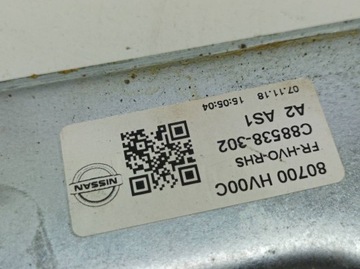 80700 HV00C
FR-HVO-RHS
C88538-302
A2 AS1
07.11.18 15:05:04
NISSAN